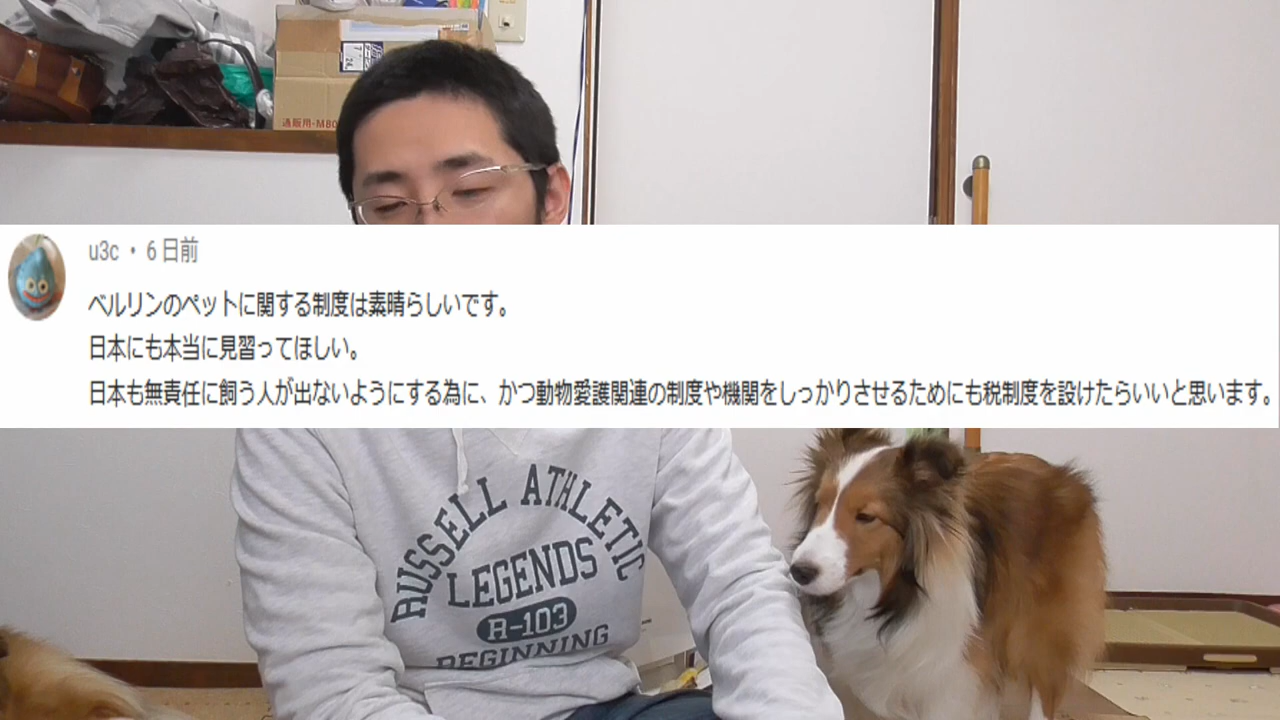 通販用-M80
u3c・6日前
ベルリンのペットに関する制度は素晴らしいです。
日本にも本当に見習ってほしい。
日本も無責任に飼う人が出ないようにする為に、かつ動物愛護関連の制度や機関をしっかりさせるためにも税制度を設けたらいいと思います。
RUSSELL ATHLETIC
LEGENDS
R-103
BEGINNING